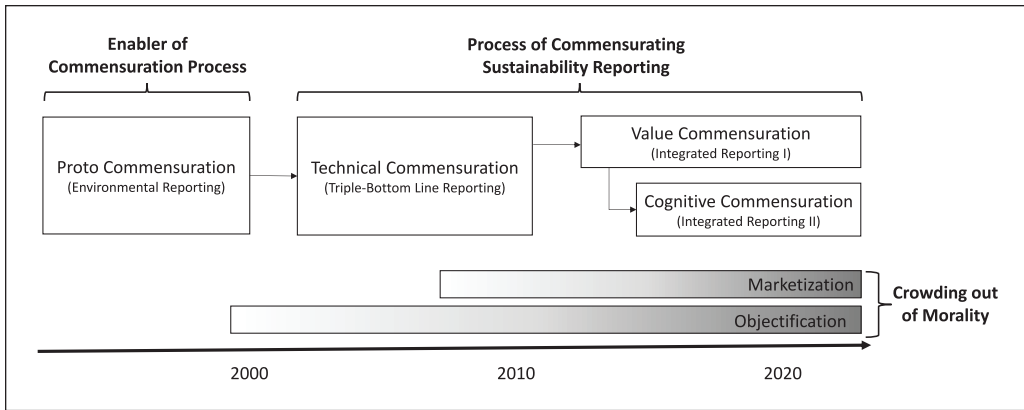 Enabler of
Commensuration Process
Process of Commensurating
Sustainability Reporting
Proto Commensuration
(Environmental Reporting)
Technical Commensuration
(Triple-Bottom Line Reporting)
Value Commensuration
(Integrated Reporting I)
Cognitive Commensuration
(Integrated Reporting II)
Marketization
Objectification
Crowding out
of Morality
2000
2010
2020